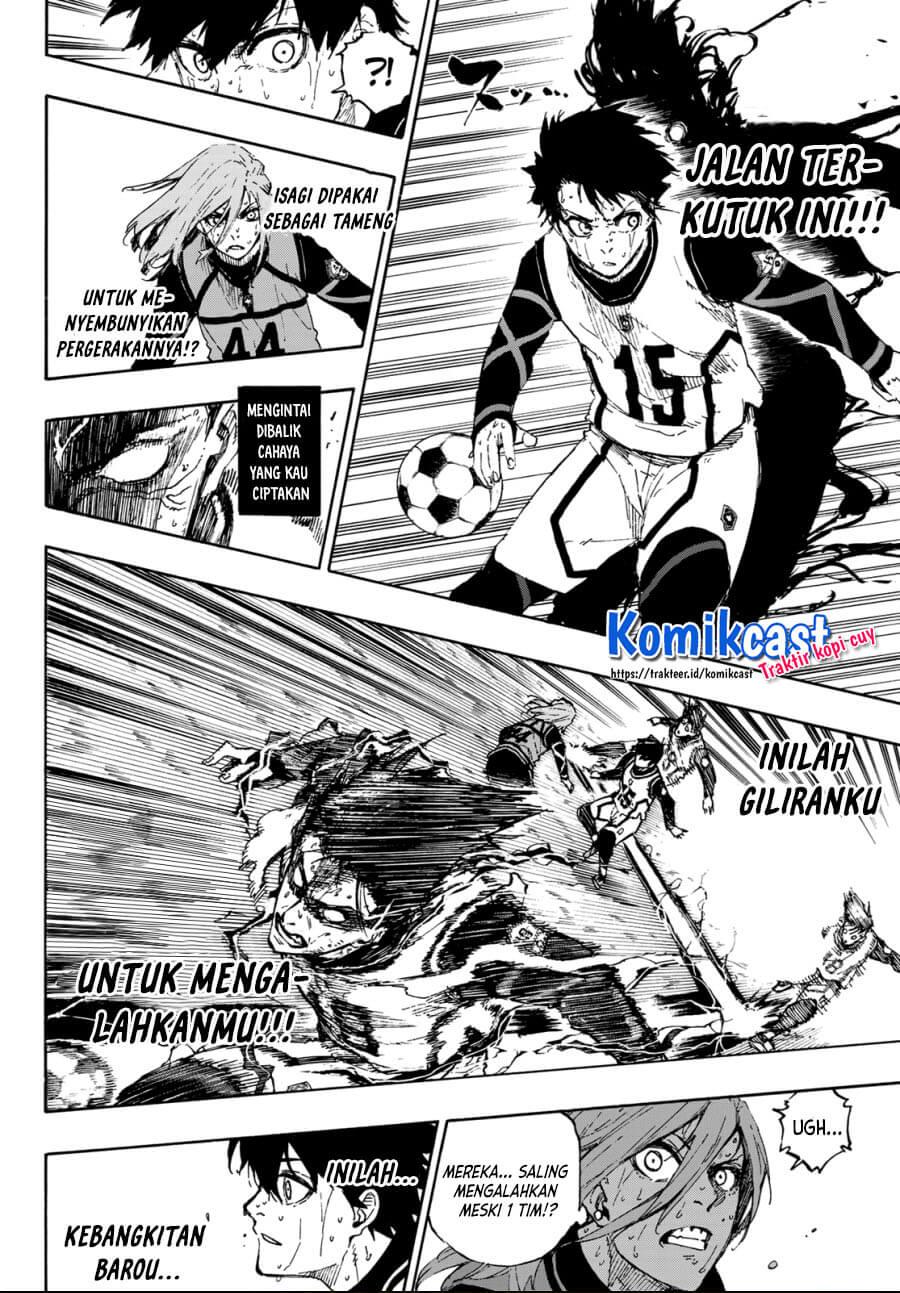 JALAN TER-
KUTUK INI!!!
15
?!
ISAGI DIPAKAI
SEBAGAI TAMENG
UNTUK ME-
NYEMBUNYIKAN
PERGERAKANNYA!?
44
MENGINTAI
DIBALIK
CAHAYA
YANG KAU
CIPTAKAN
Komikcast
Traktir kopi cuy
https://trakteer.id/komikcast
INILAH
GILIRANKU
UNTUK MENGA-
LAHKANMU!!!
UGH...
MEREKA... SALING
MENGALAHKAN
MESKI 1 TIM!?
INILAH...
KEBANGKITAN
BAROU...